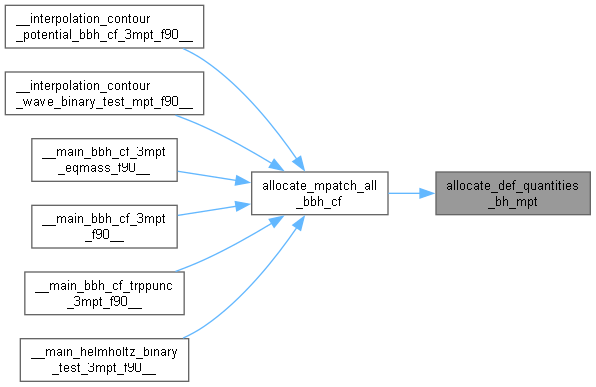 __interpolation_contour
_potential_bbh_cf_3mpt_f90__
__interpolation_contour
_wave_binary_test_mpt_f90__
__main_bbh_cf_3mpt
_eqmass_f90__
__main_bbh_cf_3mpt
_f90__
__main_bbh_cf_trppunc
_3mpt_f90__
__main_helmholtz_binary
_test_3mpt_f90__
allocate_mpatch_all
_bbh_cf
allocate_def_quantities
_bh_mpt